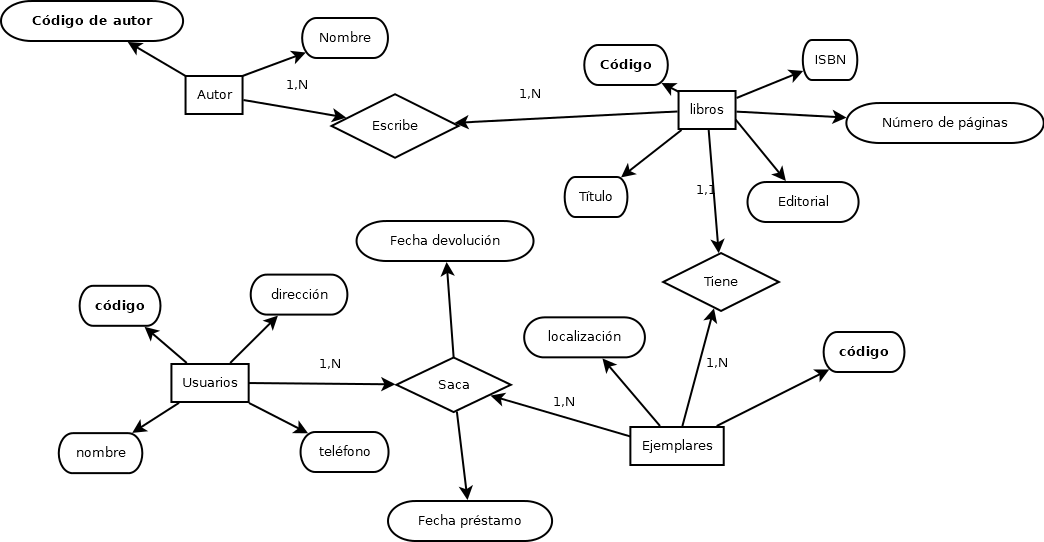 Código de autor
Nombre
Autor
1,N
Escribe
1,N
Código
ISBN
libros
Número de páginas
Título
1,1
Editorial
Fecha devolución
Tiene
código
dirección
localización
código
1,N
1,N
Usuarios
Saca
1,N
Ejemplares
nombre
teléfono
Fecha préstamo